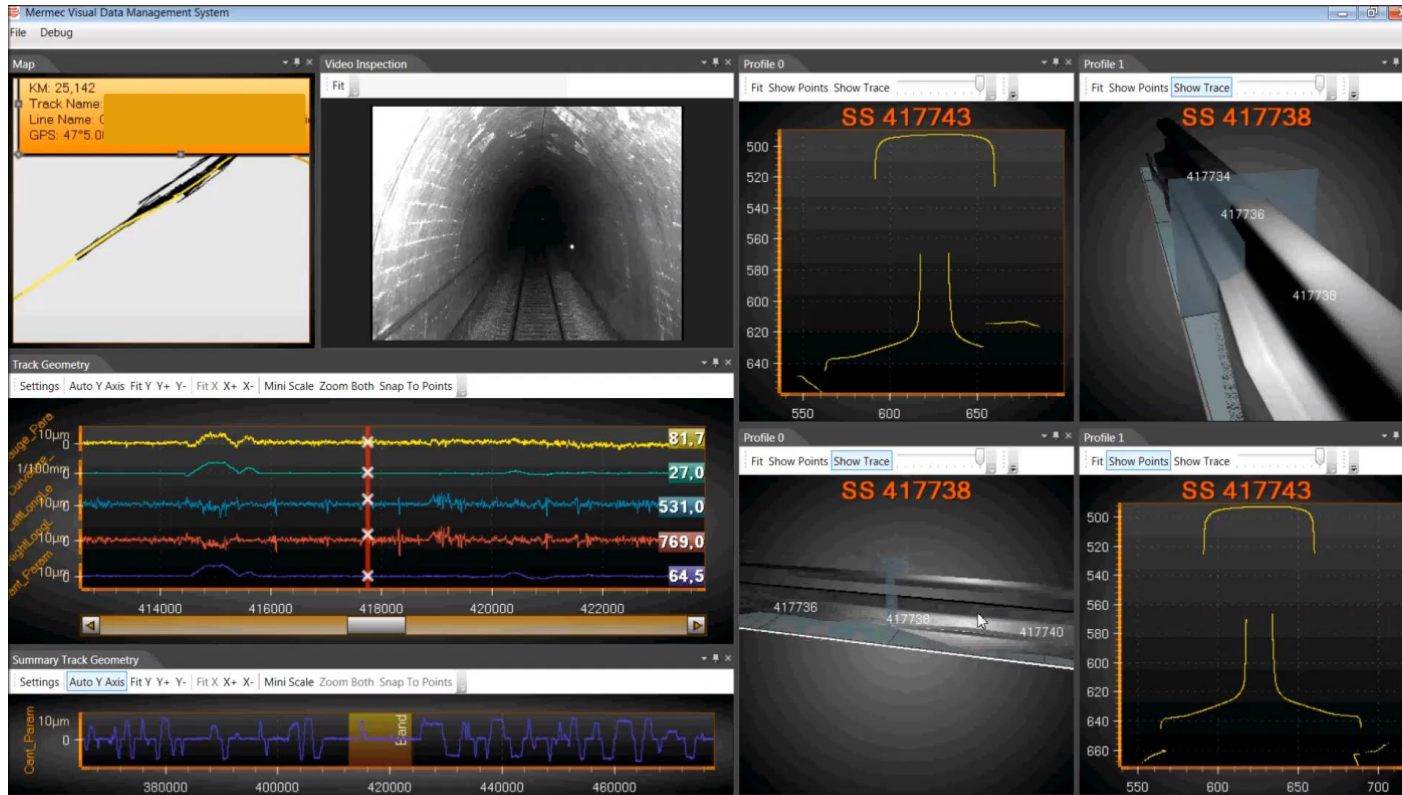 Mermec Visual Data Management System
File Debug
Map
KM: 25,142
Track Name:
Line Name:
GPS: 47°5.0
Video Inspection
Fit
Profile 0
Fit Show Points Show Trace
SS 417743
500
520
540
560
580
600
620
640
550 600 650
Profile 1
Fit Show Points Show Trace
SS 417738
417734
417736
417738
Track Geometry
Settings Auto Y Axis Fit Y Y+ Y- Fit X X+ X- Mini Scale Zoom Both Snap To Points
10µm 0 81,7
1/100mm 0 27,0
10µm 0 531,0
10µm 0 769,0
10µm 0 64,5
414000 416000 418000 420000 422000
Summary Track Geometry
Settings Auto Y Axis Fit Y Y+ Y- Fit X X+ X- Mini Scale Zoom Both Snap To Points
Cant_Param
10µm
0
380000 400000 420000 440000 460000
Profile 0
Fit Show Points Show Trace
SS 417738
417736 417738 417740
Profile 1
Fit Show Points Show Trace
SS 417743
500
520
540
560
580
600
620
640
660
550 600 650 700